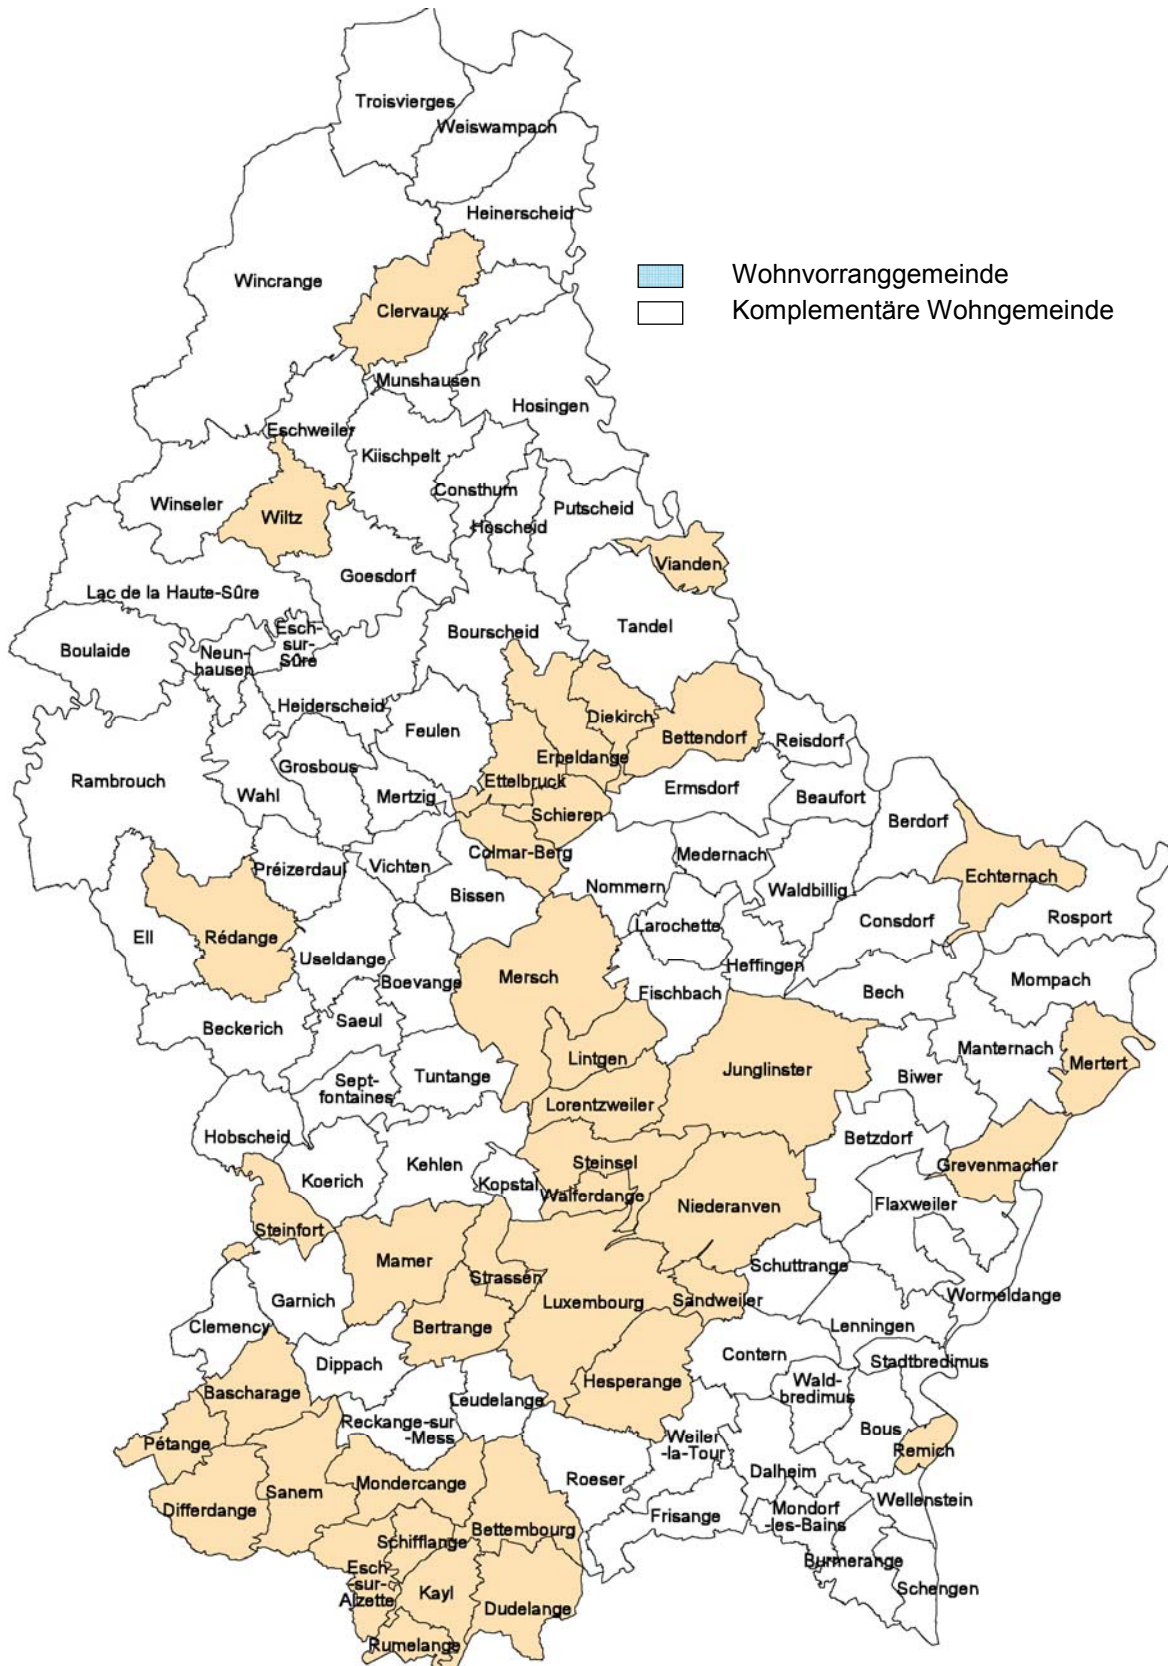 Troisvierges
Weiswampach
Heinerscheid
Wincrange
Wohnvorranggemeinde
Clervaux
Komplementäre Wohngemeinde
Munshausen
Hosingen
Eschweiler
Kiischpelt
Consthum
Winseler
Wiltz
Putscheid
Hoscheid
Vianden
Goesdorf
Lac de la Haute-Sûre
Tandel
Esch-
sur-
Sûre
Bourscheid
Boulaide
Neun-
hausen
Heiderscheid
Diekirch
Feulen
Bettendorf
Reisdorf
Erpeldange
Grosbous
Rambrouch
Ettelbruck
Ermsdorf
Wahl
Mertzig
Beaufort
Schieren
Berdorf
Colmar-Berg
Medernach
Préizerdaul
Vichten
Echternach
Nommern
Waldbillig
Bissen
Rosport
Consdorf
Larochette
Ell
Rédange
Useldange
Heffingen
Mersch
Mompach
Boevange
Fischbach
Bech
Saeul
Beckerich
Manternach
Lintgen
Mertert
Junglinster
Tuntange
Biwer
Sept-
fontaines
Lorentzweiler
Hobscheid
Betzdorf
Steinsel
Grevenmacher
Kehlen
Koerich
Kopstal
Walferdange
Flaxweiler
Niederanven
Steinfort
Mamer
Schuttrange
Strassen
Garnich
Luxembourg
Sandweiler
Wormeldange
Clemency
Bertrange
Lenningen
Contern
Dippach
Stadtbredimus
Hesperange
Bascharage
Wald-
bredimus
Leudelange
Reckange-sur
-Mess
Bous
Pétange
Weiler
-la-Tour
Remich
Roeser
Dalheim
Mondercange
Sanem
Wellenstein
Differdange
Mondorf
-les-Bains
Frisange
Bettembourg
Schifflange
Burmerange
Esch
-sur-
Alzette
Schengen
Kayl
Dudelange
Rumelange